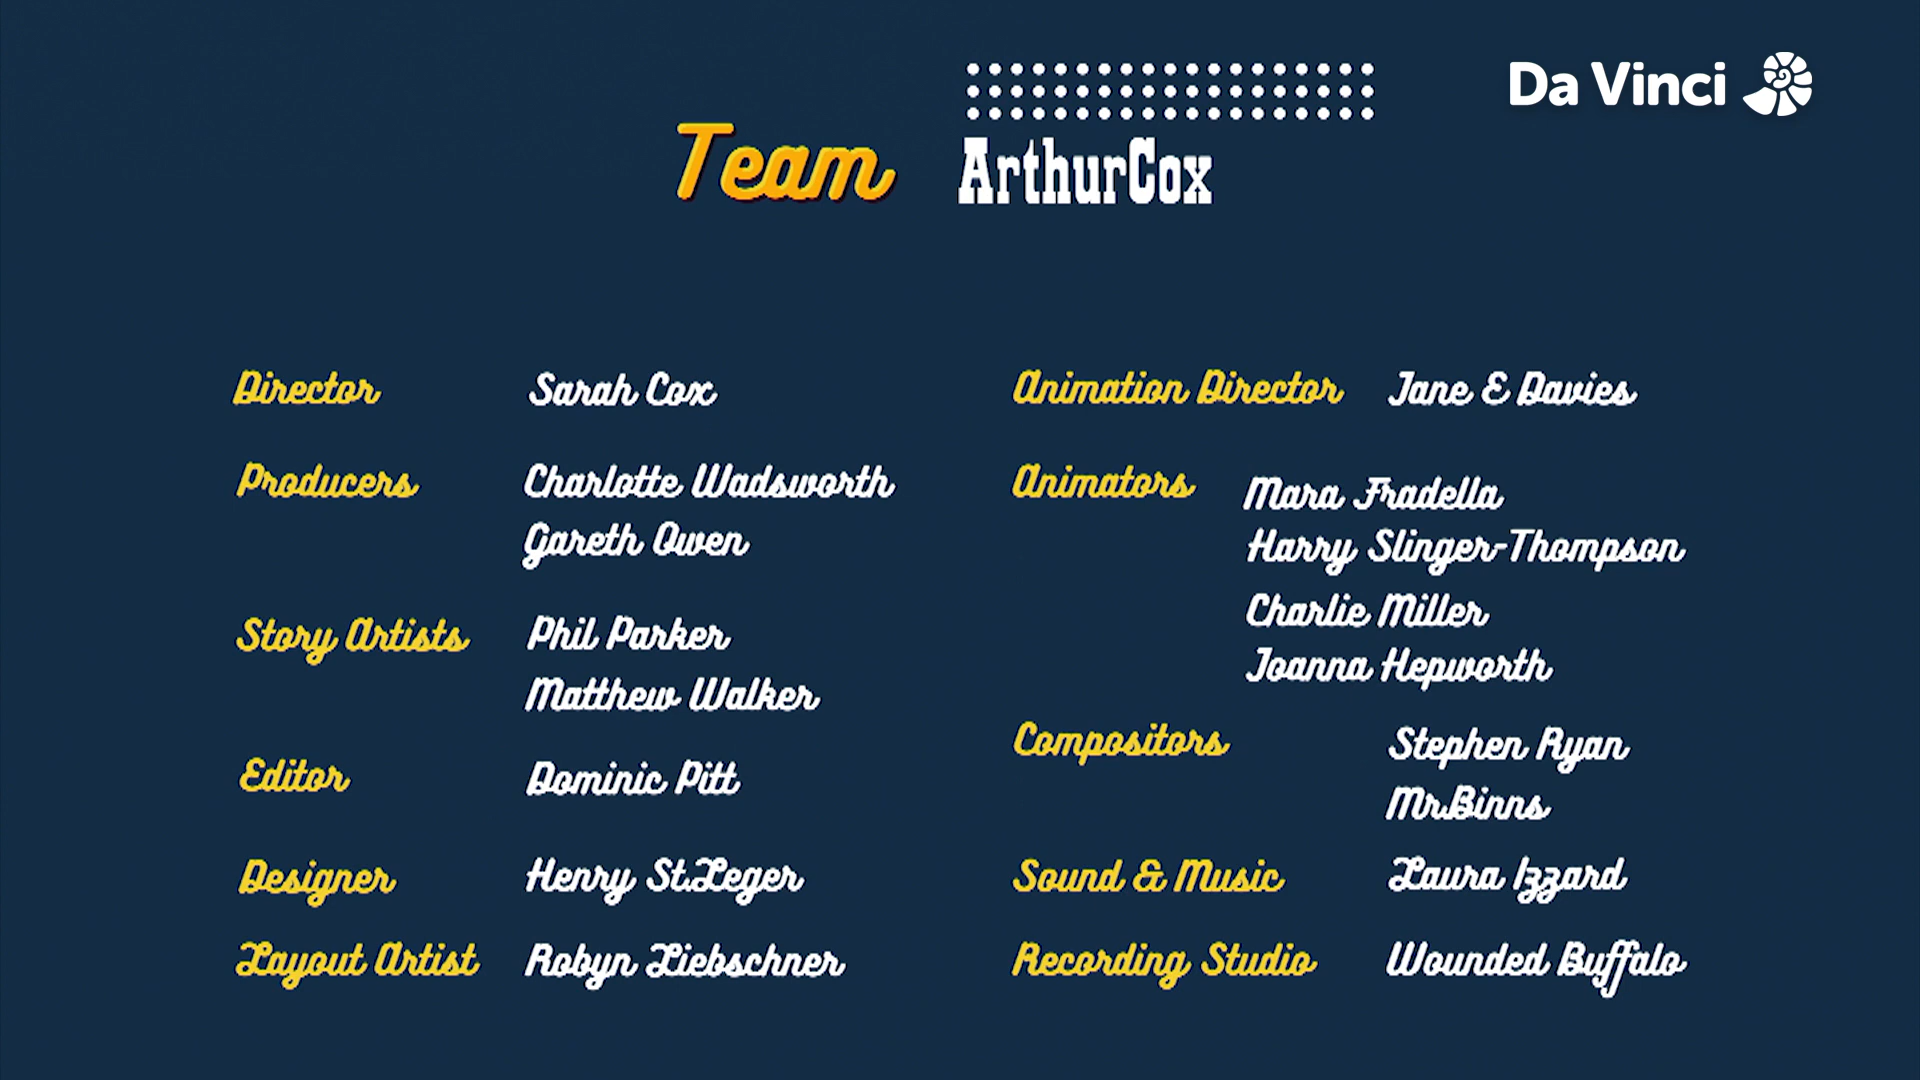 Da Vinci
Team ArthurCox
Director Sarah Cox
Producers Charlotte Wadsworth
Gareth Owen
Story Artists Phil Parker
Matthew Walker
Editor Dominic Pitt
Designer Henry St.Leger
Layout Artist Robyn Liebschner
Animation Director Jane E Davies
Animators Mara Fradella
Harry Slinger-Thompson
Charlie Miller
Joanna Hepworth
Compositors Stephen Ryan
Mr.Binns
Sound & Music Laura Izzard
Recording Studio Wounded Buffalo